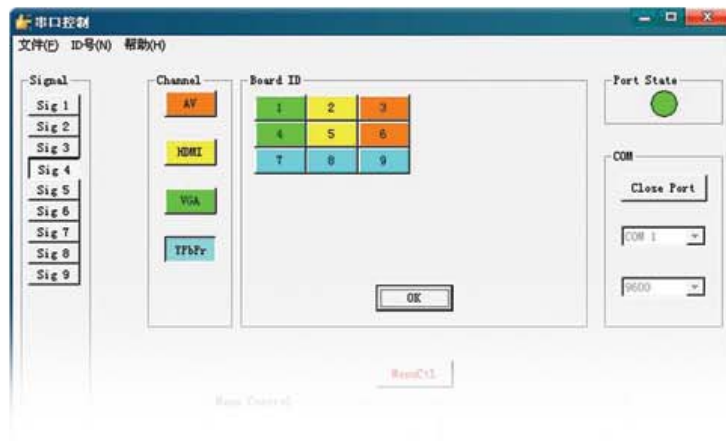 串口控制
文件(F) ID号(N) 帮助(H)
Signal
Sig 1
Sig 2
Sig 3
Sig 4
Sig 5
Sig 6
Sig 7
Sig 8
Sig 9
Channel
AV
HDMI
VGA
YPbPr
Board ID
1 2 3
4 5 6
7 8 9
OK
Port State
COM
Close Port
COM 1
9600
MenuCtl
Menu Control